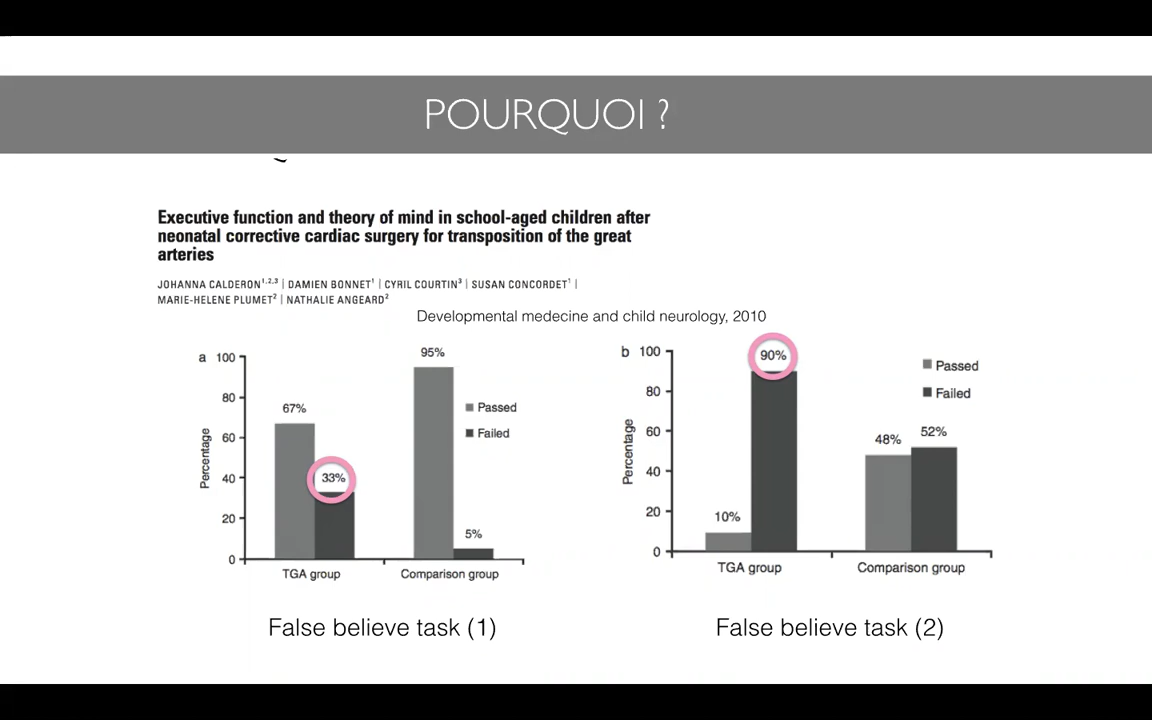 POURQUOI ?
Executive function and theory of mind in school-aged children after
neonatal corrective cardiac surgery for transposition of the great
arteries
JOHANNA CALDERON1,2,3 | DAMIEN BONNET1 | CYRIL COURTIN3 | SUSAN CONCORDET1 |
MARIE-HELENE PLUMET2 | NATHALIE ANGEARD2
Developmental medecine and child neurology, 2010
a
100
80
60
40
20
0
Percentage
67%
33%
95%
5%
Passed
Failed
TGA group
Comparison group
False believe task (1)
b
100
80
60
40
20
0
Percentage
10%
90%
48%
52%
Passed
Failed
TGA group
Comparison group
False believe task (2)